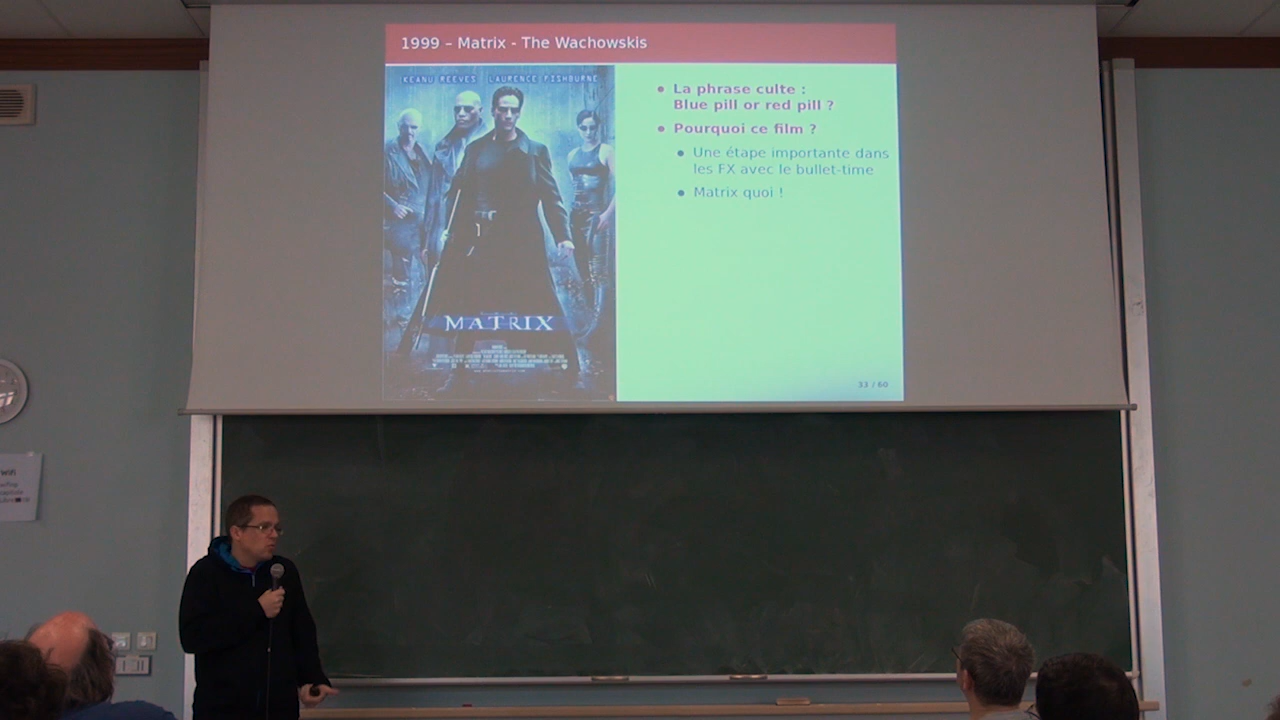 1999 – Matrix - The Wachowskis
KEANU REEVES LAURENCE FISHBURNE
La phrase culte :
Blue pill or red pill ?
Pourquoi ce film ?
Une étape importante dans
les FX avec le bullet-time
Matrix quoi !
MATRIX
33 / 60
Wifi